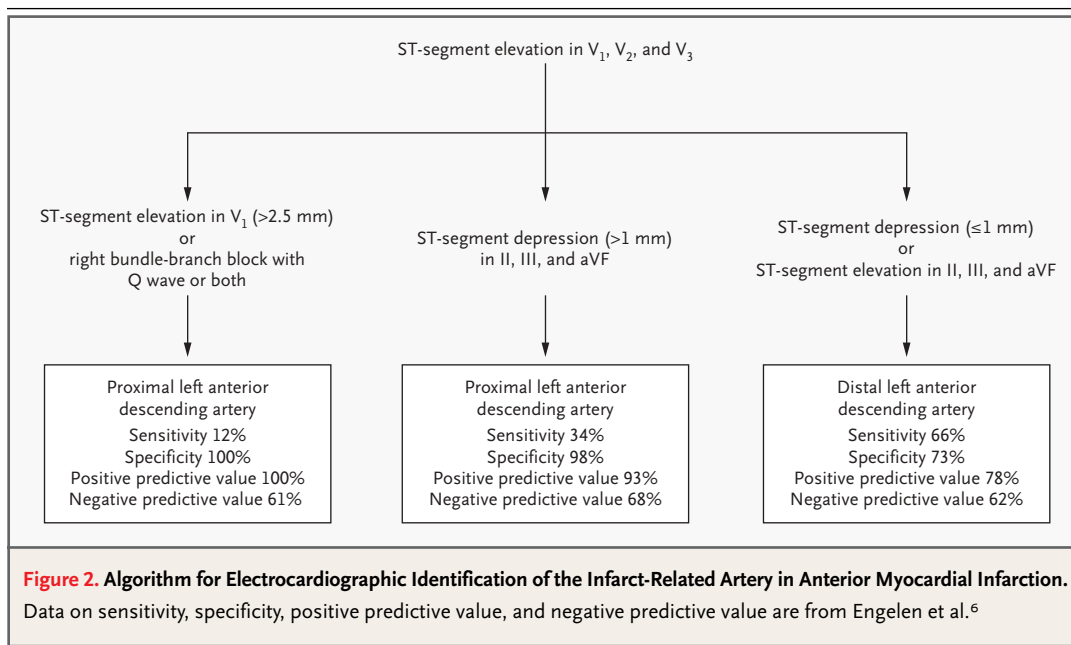 ST-segment elevation in V₁, V₂, and V₃
ST-segment elevation in V₁ (>2.5 mm)
or
right bundle-branch block with
Q wave or both
ST-segment depression (>1 mm)
in II, III, and aVF
ST-segment depression (≤1 mm)
or
ST-segment elevation in II, III, and aVF
Proximal left anterior
descending artery
Sensitivity 12%
Specificity 100%
Positive predictive value 100%
Negative predictive value 61%
Proximal left anterior
descending artery
Sensitivity 34%
Specificity 98%
Positive predictive value 93%
Negative predictive value 68%
Distal left anterior
descending artery
Sensitivity 66%
Specificity 73%
Positive predictive value 78%
Negative predictive value 62%
Figure 2. Algorithm for Electrocardiographic Identification of the Infarct-Related Artery in Anterior Myocardial Infarction.
Data on sensitivity, specificity, positive predictive value, and negative predictive value are from Engelen et al.⁶